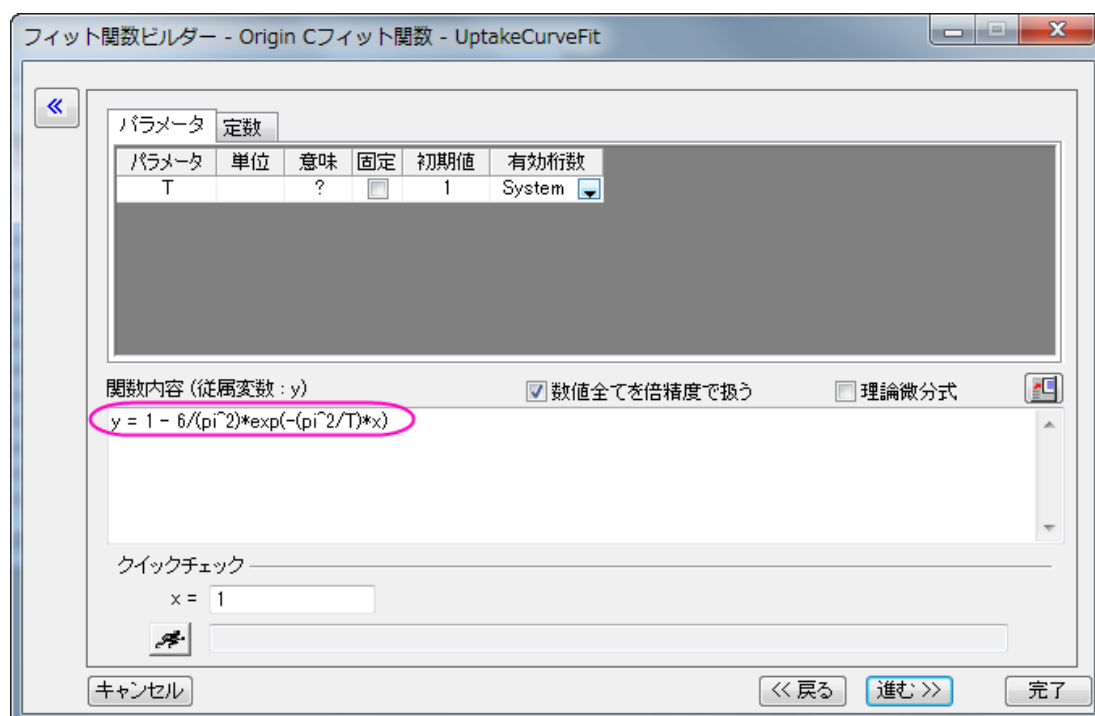 フィット関数ビルダー - Origin Cフィット関数 - UptakeCurveFit
パラメータ 定数
パラメータ 単位 意味 固定 初期値 有効桁数
T ? 1 System
関数内容 (従属変数 : y) 数値全てを倍精度で扱う 理論微分式
y = 1 - 6/(pi^2)*exp(-(pi^2/T)*x)
クイックチェック
x = 1
キャンセル << 戻る 進む >> 完了